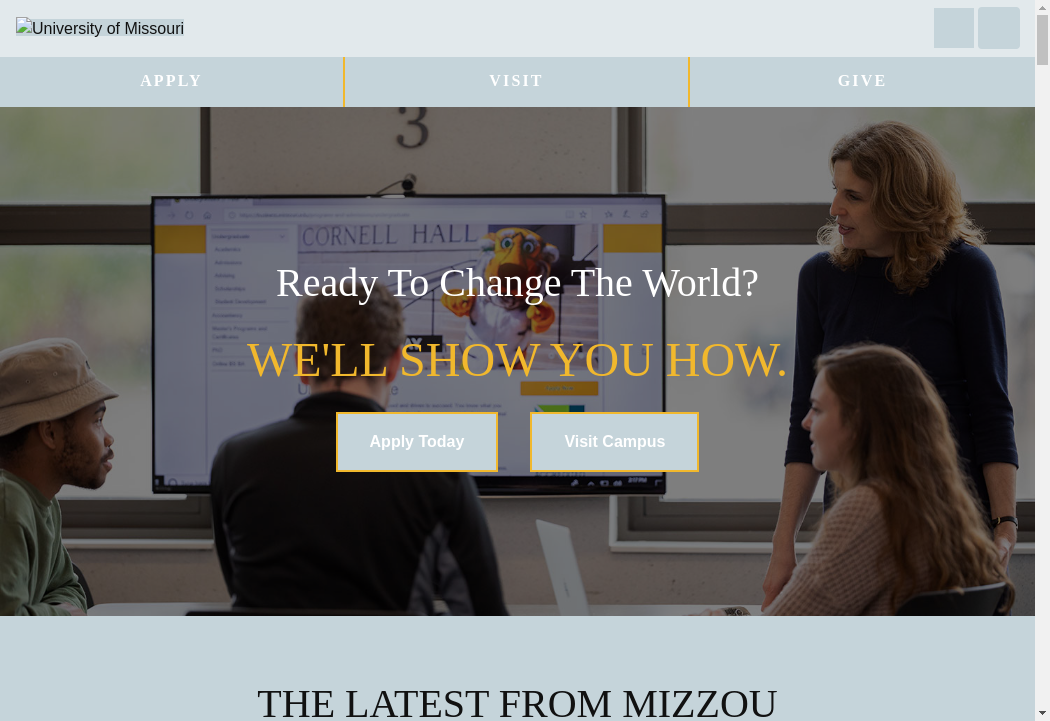 University of Missouri
APPLY
VISIT
GIVE
3
CORNELL HALL
Ready To Change The World?
WE'LL SHOW YOU HOW.
Apply Today
Visit Campus
THE LATEST FROM MIZZOU